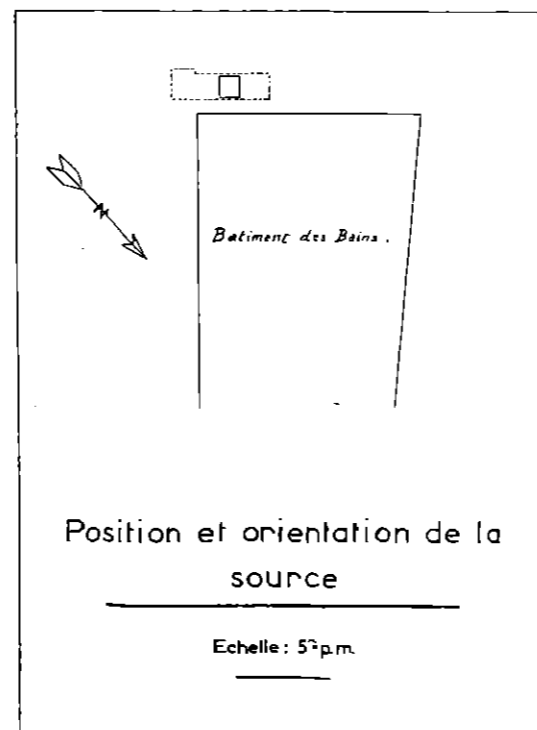 N
Batiment des Bains.
Position et orientation de la
source
Echelle: 5 p.m.